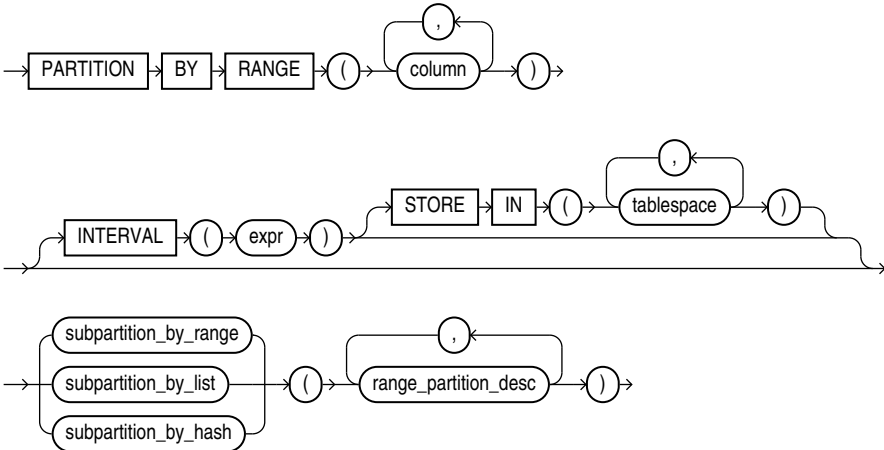 ,
PARTITION BY RANGE ( column )
,
STORE IN ( tablespace )
INTERVAL ( expr )
subpartition_by_range
,
subpartition_by_list ( range_partition_desc )
subpartition_by_hash